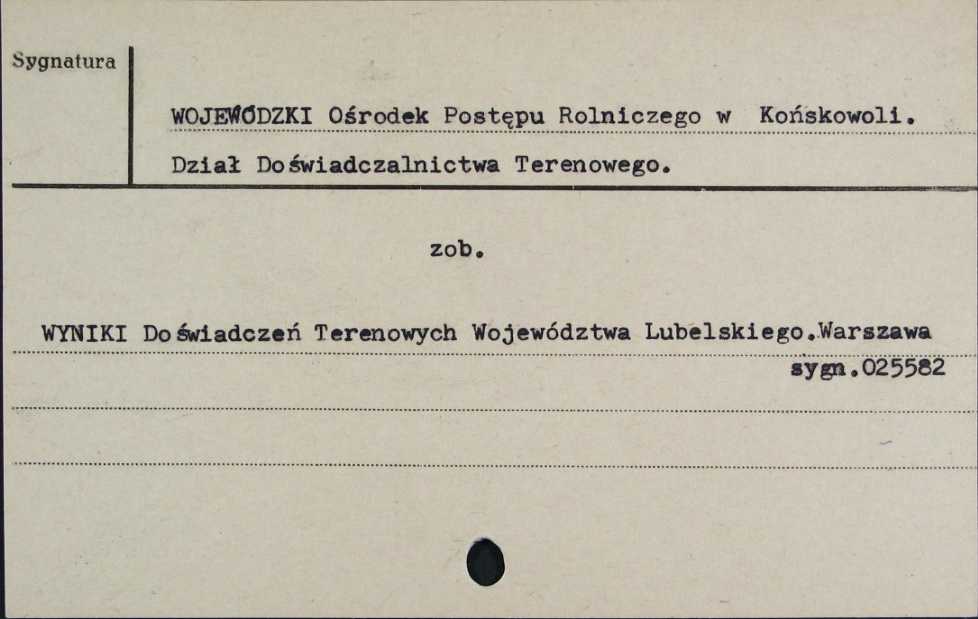 Sygnatura
WOJEWÓDZKI Ośrodek Postępu Rolniczego w Końskowoli.
Dział Doświadczalnictwa Terenowego.
zob.
WYNIKI Doświadczeń Terenowych Województwa Lubelskiego.Warszawa
sygn.025582